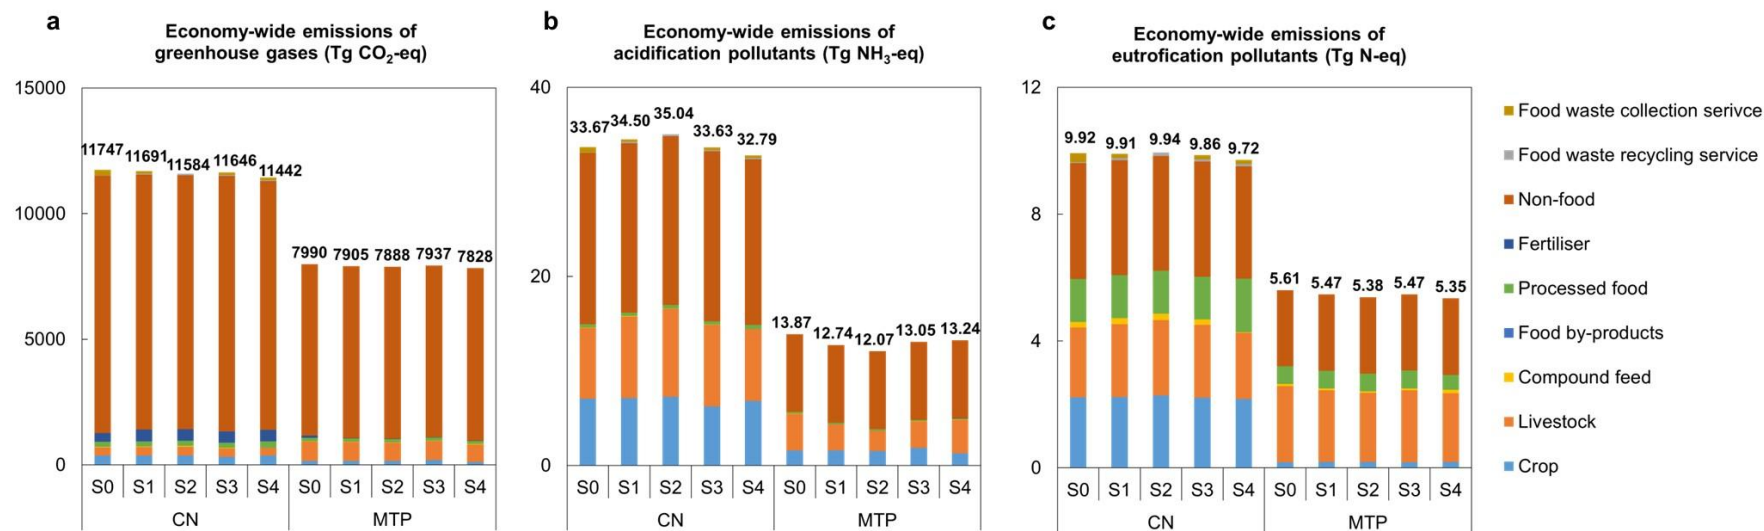 a
Economy-wide emissions of
greenhouse gases (Tg CO₂-eq)
15000
10000
5000
0
11747 11691 11584 11646 11442
7990 7905 7888 7937 7828
S0 S1 S2 S3 S4 S0 S1 S2 S3 S4
CN MTP
b
Economy-wide emissions of
acidification pollutants (Tg NH₃-eq)
40
20
0
33.67 34.50 35.04 33.63 32.79
13.87 12.74 12.07 13.05 13.24
S0 S1 S2 S3 S4 S0 S1 S2 S3 S4
CN MTP
c
Economy-wide emissions of
eutrofication pollutants (Tg N-eq)
12
8
4
0
9.92 9.91 9.94 9.86 9.72
5.61 5.47 5.38 5.47 5.35
S0 S1 S2 S3 S4 S0 S1 S2 S3 S4
CN MTP
Food waste collection serivce
Food waste recycling service
Non-food
Fertiliser
Processed food
Food by-products
Compound feed
Livestock
Crop